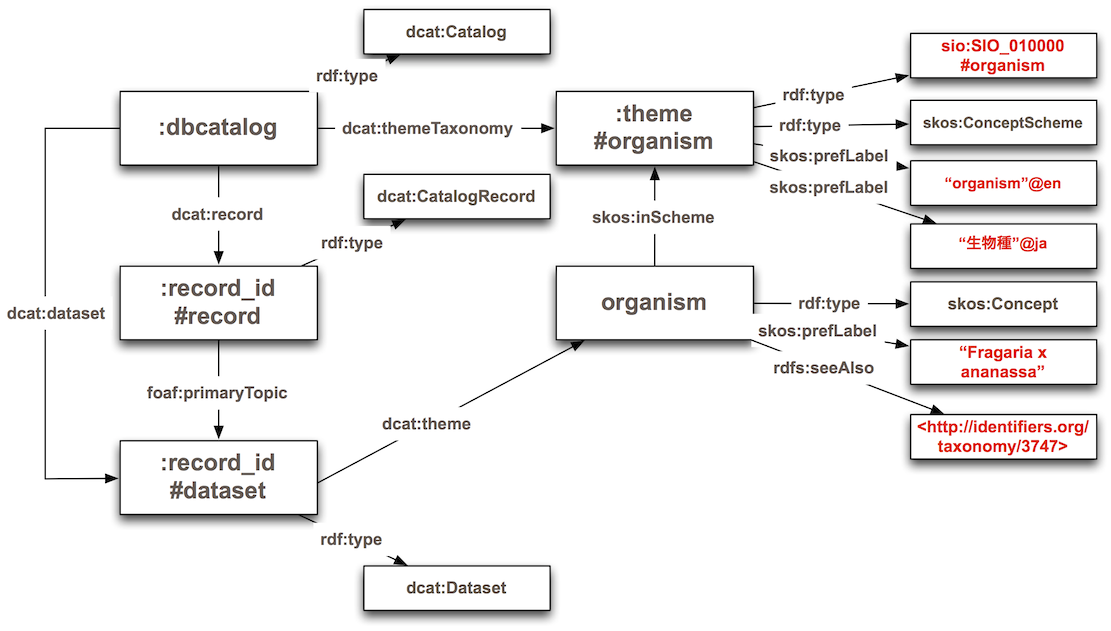 dcat:Catalog
sio:SIO_010000
#organism
rdf:type
rdf:type
:dbcatalog
dcat:themeTaxonomy
:theme
#organism
rdf:type
skos:ConceptScheme
skos:prefLabel
“organism”@en
skos:prefLabel
dcat:CatalogRecord
dcat:record
skos:inScheme
“生物種”@ja
rdf:type
:record_id
#record
organism
rdf:type
skos:Concept
dcat:dataset
skos:prefLabel
“Fragaria x
ananassa”
rdfs:seeAlso
foaf:primaryTopic
dcat:theme
<http://identifiers.org/
taxonomy/3747>
:record_id
#dataset
rdf:type
dcat:Dataset